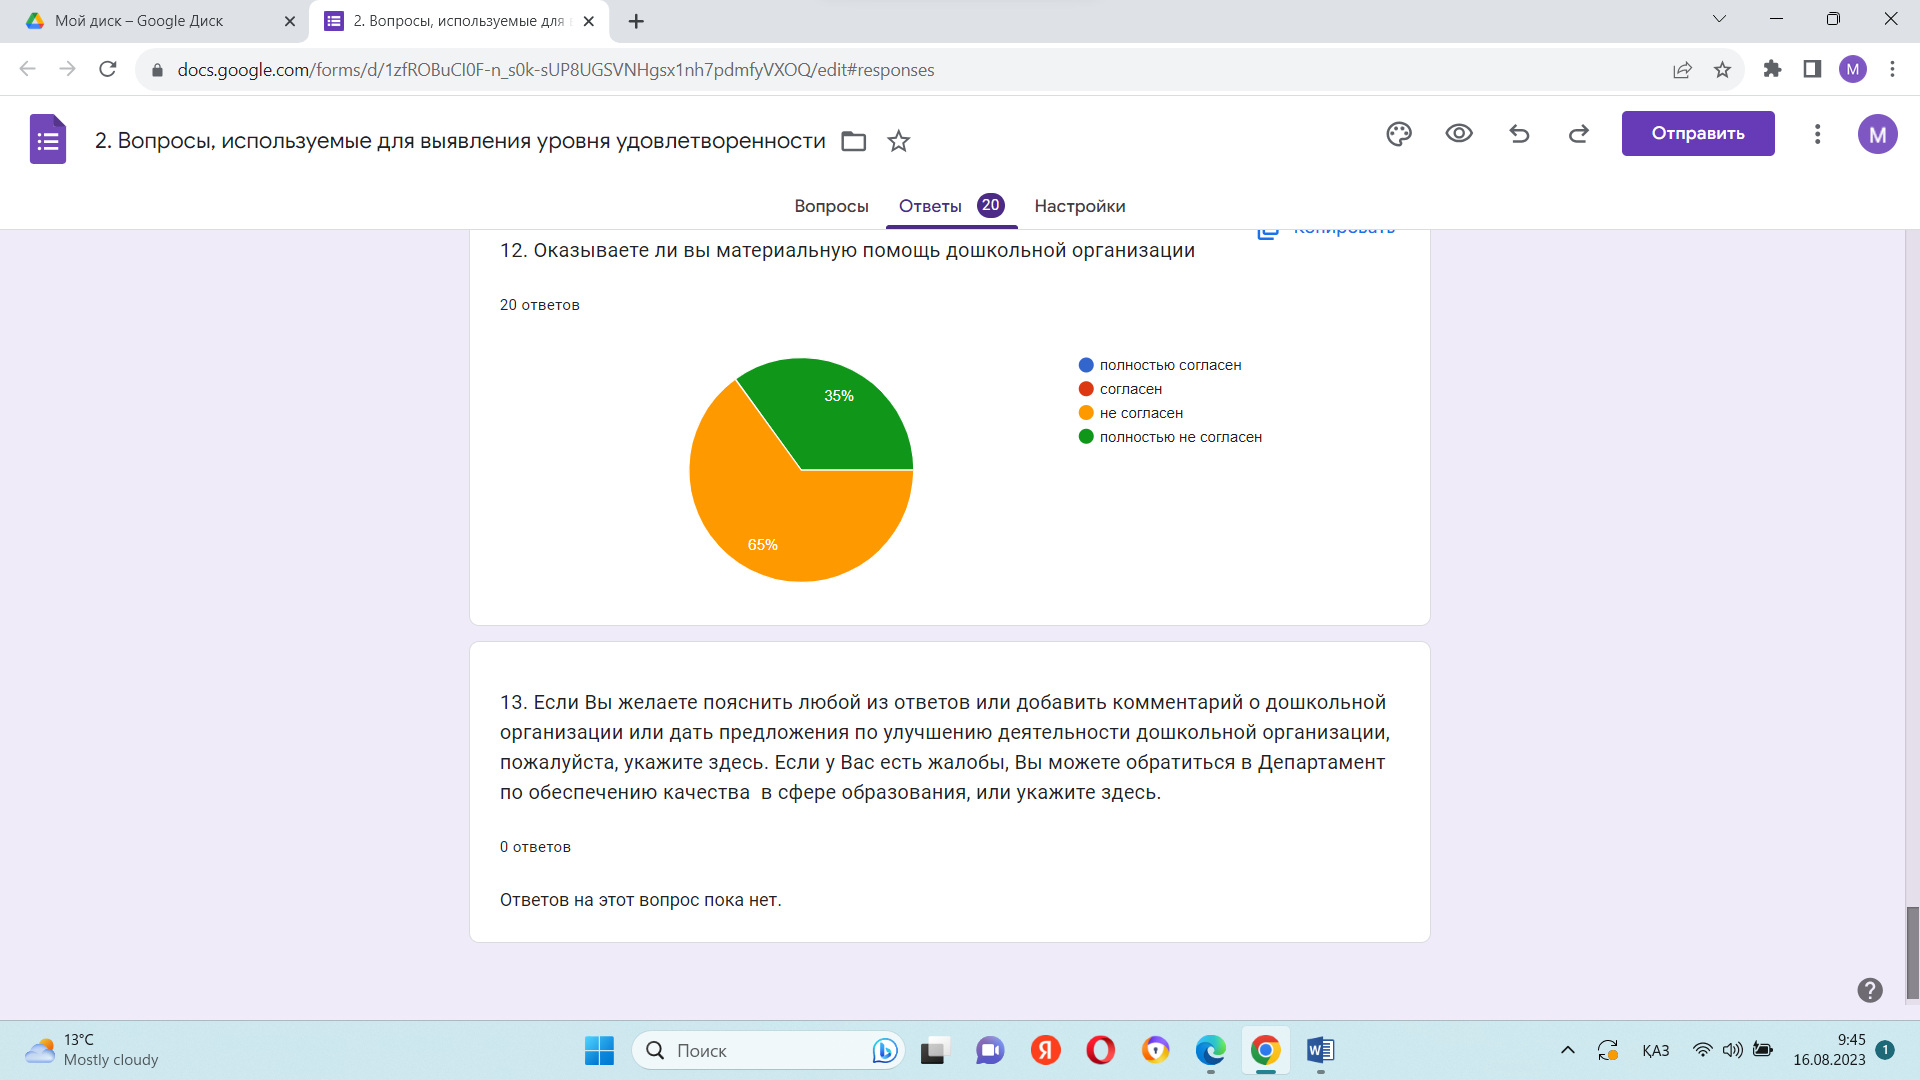 Мой диск – Google Диск
2. Вопросы, используемые для
docs.google.com/forms/d/1zfROBuCI0F-n_s0k-sUP8UGSVNHgsx1nh7pdmfyVXOQ/edit#responses
M
2. Вопросы, используемые для выявления уровня удовлетворенности
Отправить
M
Вопросы Ответы 20 Настройки
Копировать
12. Оказываете ли вы материальную помощь дошкольной организации
20 ответов
полностью согласен
согласен
не согласен
полностью не согласен
35%
65%
13. Если Вы желаете пояснить любой из ответов или добавить комментарий о дошкольной
организации или дать предложения по улучшению деятельности дошкольной организации,
пожалуйста, укажите здесь. Если у Вас есть жалобы, Вы можете обратиться в Департамент
по обеспечению качества  в сфере образования, или укажите здесь.
0 ответов
Ответов на этот вопрос пока нет.
13°C
Mostly cloudy
Поиск
ҚАЗ
9:45
16.08.2023
1